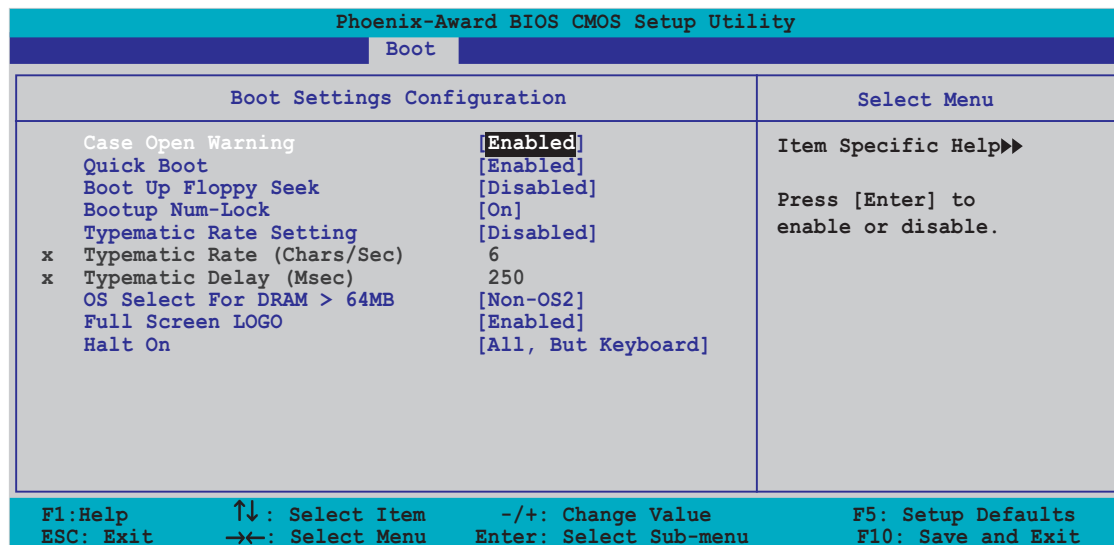 Phoenix-Award BIOS CMOS Setup Utility
Boot
Boot Settings Configuration
Select Menu
Case Open Warning [Enabled]
Quick Boot [Enabled]
Boot Up Floppy Seek [Disabled]
Bootup Num-Lock [On]
Typematic Rate Setting [Disabled]
x Typematic Rate (Chars/Sec) 6
x Typematic Delay (Msec) 250
OS Select For DRAM > 64MB [Non-OS2]
Full Screen LOGO [Enabled]
Halt On [All, But Keyboard]
Item Specific Help▶▶
Press [Enter] to
enable or disable.
F1:Help ↑↓: Select Item -/+: Change Value F5: Setup Defaults
ESC: Exit →←: Select Menu Enter: Select Sub-menu F10: Save and Exit